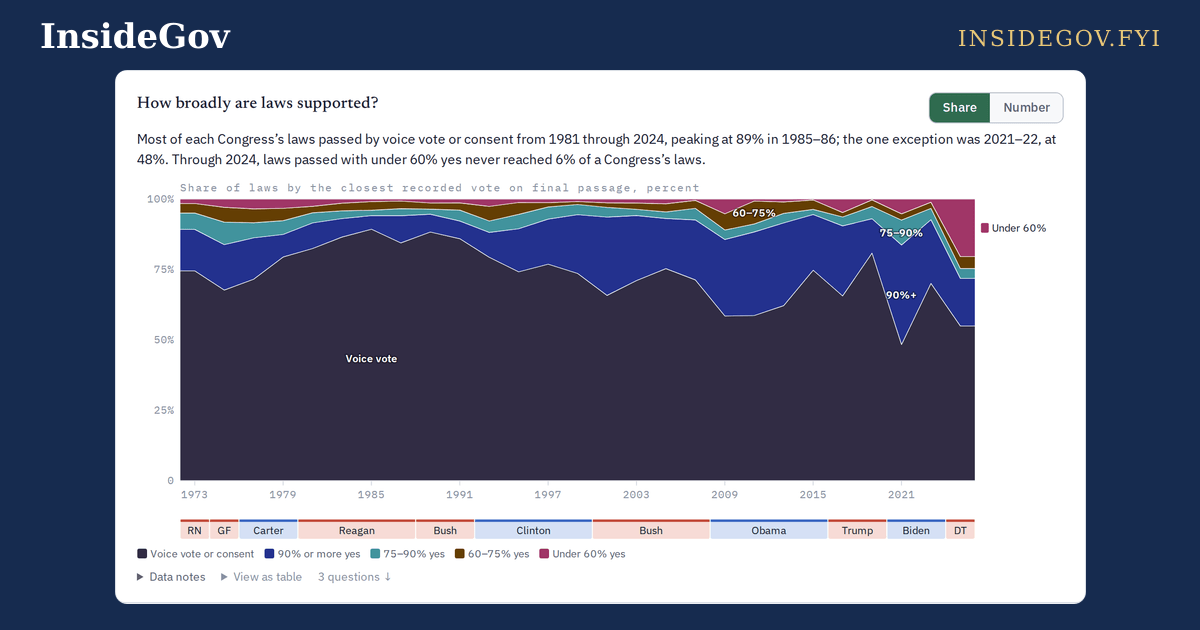 InsideGov
INSIDEGOV.FYI
How broadly are laws supported?
Share Number
Most of each Congress’s laws passed by voice vote or consent from 1981 through 2024, peaking at 89% in 1985–86; the one exception was 2021–22, at
48%. Through 2024, laws passed with under 60% yes never reached 6% of a Congress’s laws.
Share of laws by the closest recorded vote on final passage, percent
100%
75%
50%
25%
0
60–75%
75–90%
90%+
Voice vote
Under 60%
1973 1979 1985 1991 1997 2003 2009 2015 2021
RN GF Carter Reagan Bush Clinton Bush Obama Trump Biden DT
Voice vote or consent 90% or more yes 75–90% yes 60–75% yes Under 60% yes
▶ Data notes ▶ View as table 3 questions ↓